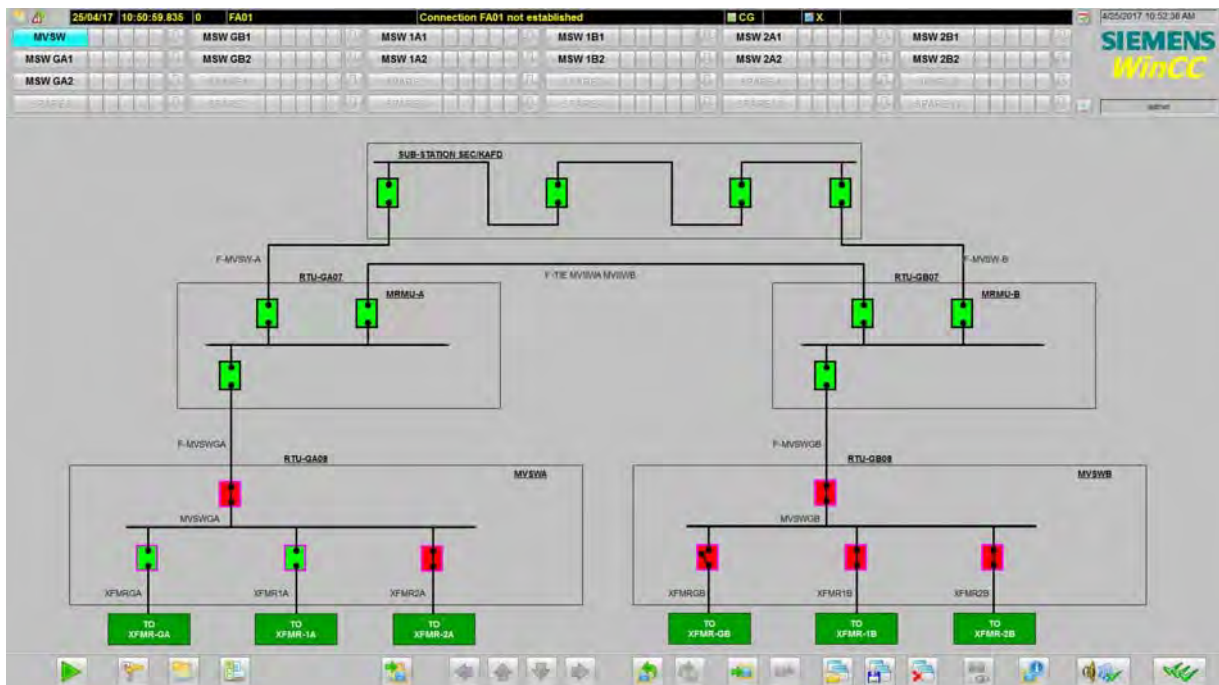 25/04/17 10:50:59.835 0 FA01 Connection FA01 not established CG X
4/25/2017 10:52:38 AM
MVSW MSW GB1 MSW 1A1 MSW 1B1 MSW 2A1 MSW 2B1
MSW GA1 MSW GB2 MSW 1A2 MSW 1B2 MSW 2A2 MSW 2B2
MSW GA2
SIEMENS
WinCC
admin
SUB-STATION SEC/KAFD
F-MVSW-A F-MVSW-B
RTU-GA07 F-TIE MVSWA MVSWB RTU-GB07
MRMU-A MRMU-B
F-MVSWGA F-MVSWGB
RTU-GA08 RTU-GB08
MVSWA MVSWB
MVSWGA MVSWGB
XFMRGA XFMR1A XFMR2A XFMRGB XFMR1B XFMR2B
TO TO TO TO TO TO
XFMR-GA XFMR-1A XFMR-2A XFMR-GB XFMR-1B XFMR-2B